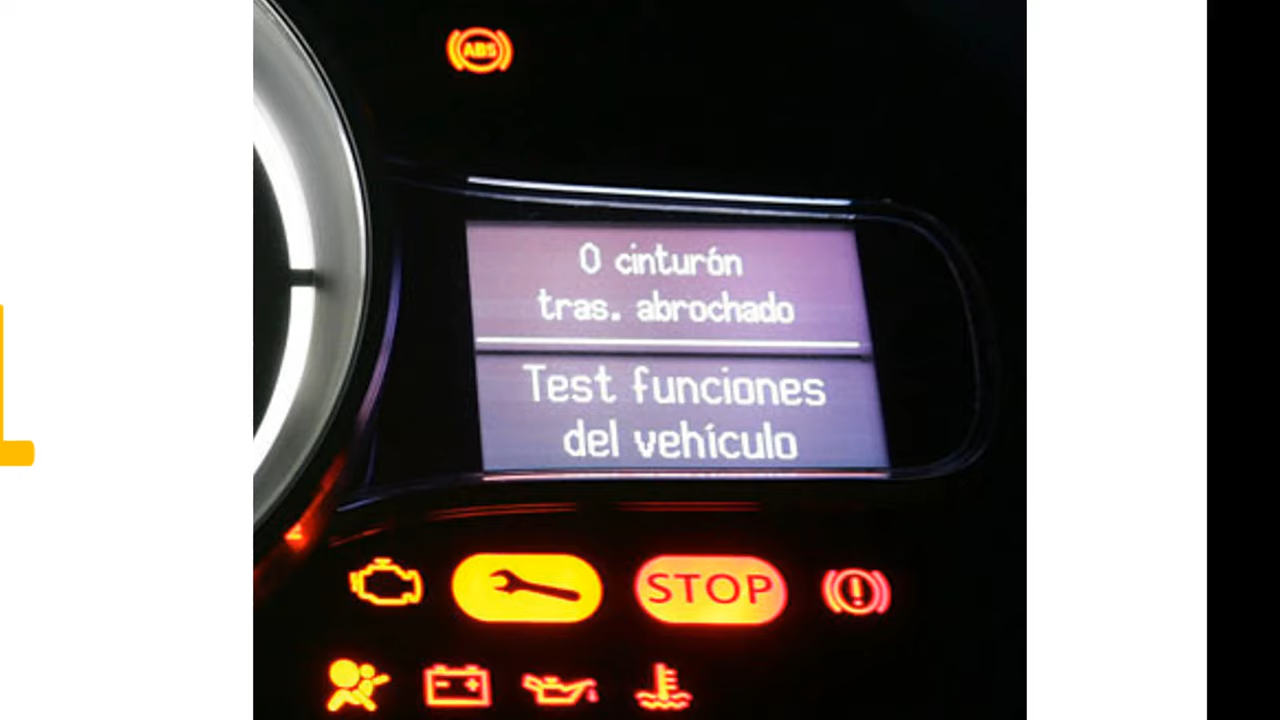 ABS
0 cinturón
tras. abrochado
Test funciones
del vehículo
STOP